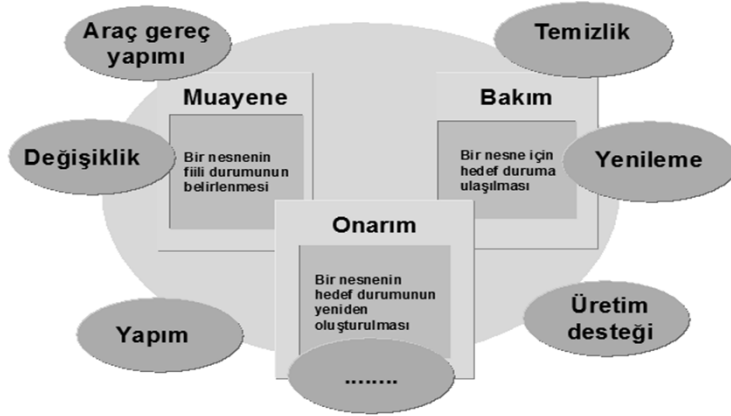 Araç gereç
yapımı
Temizlik
Muayene
Bakım
Değişiklik
Bir nesnenin
fiili durumunun
belirlenmesi
Bir nesne için
hedef duruma
ulaşılması
Yenileme
Onarım
Bir nesnenin
hedef durumunun
yeniden
oluşturulması
Yapım
Üretim
desteği
........